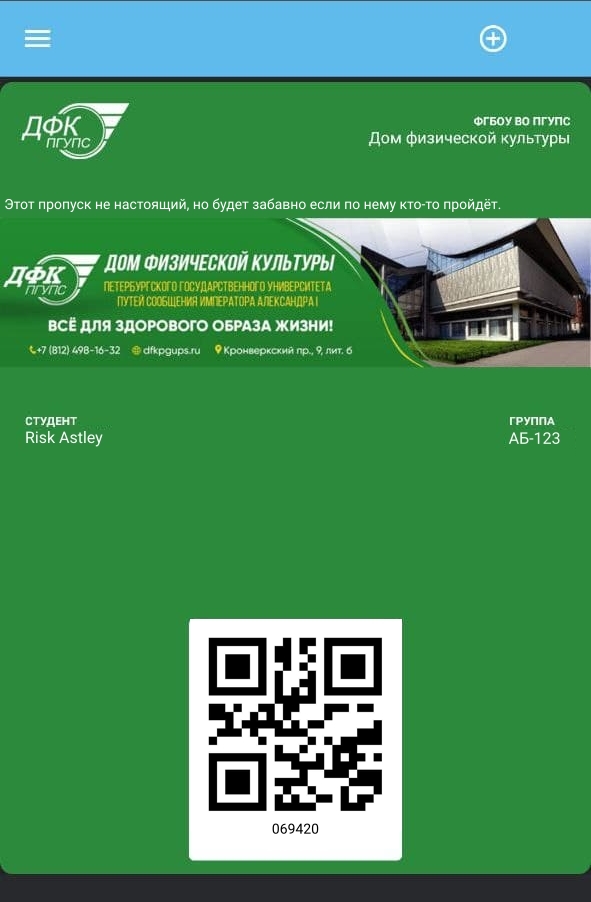 ДФК
ПГУПС
ФГБОУ ВО ПГУПС
Дом физической культуры
Этот пропуск не настоящий, но будет забавно если по нему кто-то пройдёт.
ДФК
ПГУПС
ДОМ ФИЗИЧЕСКОЙ КУЛЬТУРЫ
ПЕТЕРБУРГСКОГО ГОСУДАРСТВЕННОГО УНИВЕРСИТЕТА
ПУТЕЙ СООБЩЕНИЯ ИМПЕРАТОРА АЛЕКСАНДРА I
ВСЁ ДЛЯ ЗДОРОВОГО ОБРАЗА ЖИЗНИ!
+7 (812) 498-16-32 dfkpgups.ru Кронверкский пр., 9, лит. б
СТУДЕНТ
Risk Astley
ГРУППА
АБ-123
069420